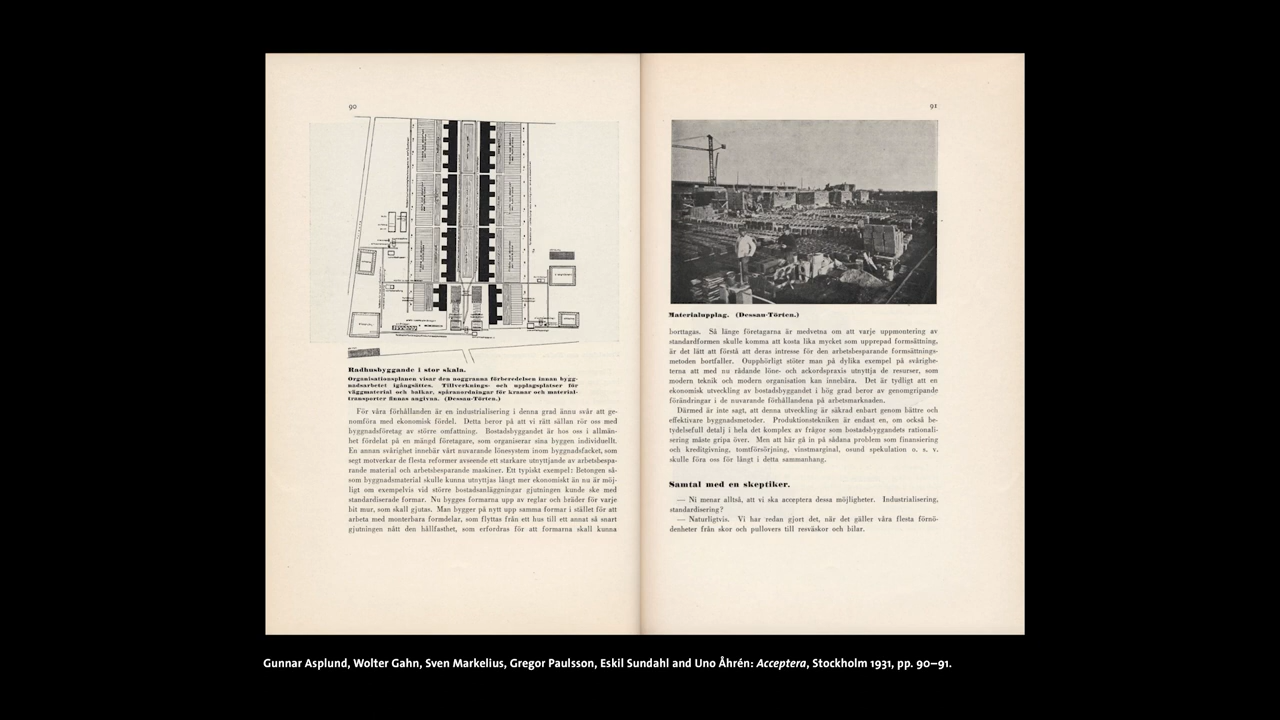 90
Radhusbyggande i stor skala.
Organisationsplanen visar den noggranna förberedelsen innan bygg-
nadsarbetet igångsättes. Tillverknings- och upplagsplatser för
väggmaterial och balkar, spåranordningar för kranar och material-
transporter finnas angivna. (Dessau-Törten.)
För våra förhållanden är en industrialisering i denna grad ännu svår att ge-
nomföra med ekonomisk fördel. Detta beror på att vi rätt sällan rör oss med
byggnadsföretag av större omfattning. Bostadsbyggandet är hos oss i allmän-
het fördelat på en mängd företagare, som organiserar sina byggen individuellt.
En annan svårighet innebär vårt nuvarande lönesystem inom byggnadsfacket, som
segt motverkar de flesta reformer avseende ett starkare utnyttjande av arbetsbespa-
rande material och arbetsbesparande maskiner. Ett typiskt exempel: Betongen så-
som byggnadsmaterial skulle kunna utnyttjas långt mer ekonomiskt än nu är möj-
ligt om exempelvis vid större bostadsanläggningar gjutningen kunde ske med
standardiserade formar. Nu bygges formarna upp av reglar och bräder för varje
bit mur, som skall gjutas. Man bygger på nytt upp samma formar i stället för att
arbeta med monterbara formdelar, som flyttas från ett hus till ett annat så snart
gjutningen nått den hållfasthet, som erfordras för att formarna skall kunna
91
Materialupplag. (Dessau-Törten.)
borttagas. Så länge företagarna är medvetna om att varje uppmontering av
standardformen skulle komma att kosta lika mycket som upprepad formsättning,
är det lätt att förstå att deras intresse för den arbetsbesparande formsättnings-
metoden bortfaller. Oupphörligt stöter man på dylika exempel på svårighe-
terna att med nu rådande löne- och ackordspraxis utnyttja de resurser, som
modern teknik och modern organisation kan innebära. Det är tydligt att en
ekonomisk utveckling av bostadsbyggandet i hög grad beror av genomgripande
förändringar i de nuvarande förhållandena på arbetsmarknaden.
Därmed är inte sagt, att denna utveckling är säkrad enbart genom bättre och
effektivare byggnadsmetoder. Produktionstekniken är endast en, om också be-
tydelsefull detalj i hela det komplex av frågor som bostadsbyggandets rationali-
sering måste gripa över. Men att här gå in på sådana problem som finansiering
och kreditgivning, tomtförsörjning, vinstmarginal, osund spekulation o. s. v.
skulle föra oss för långt i detta sammanhang.
Samtal med en skeptiker.
— Ni menar alltså, att vi ska acceptera dessa möjligheter. Industrialisering,
standardisering?
— Naturligtvis. Vi har redan gjort det, när det gäller våra flesta förnö-
denheter från skor och pullovers till resväskor och bilar.
Gunnar Asplund, Wolter Gahn, Sven Markelius, Gregor Paulsson, Eskil Sundahl and Uno Åhrén: Acceptera, Stockholm 1931, pp. 90–91.